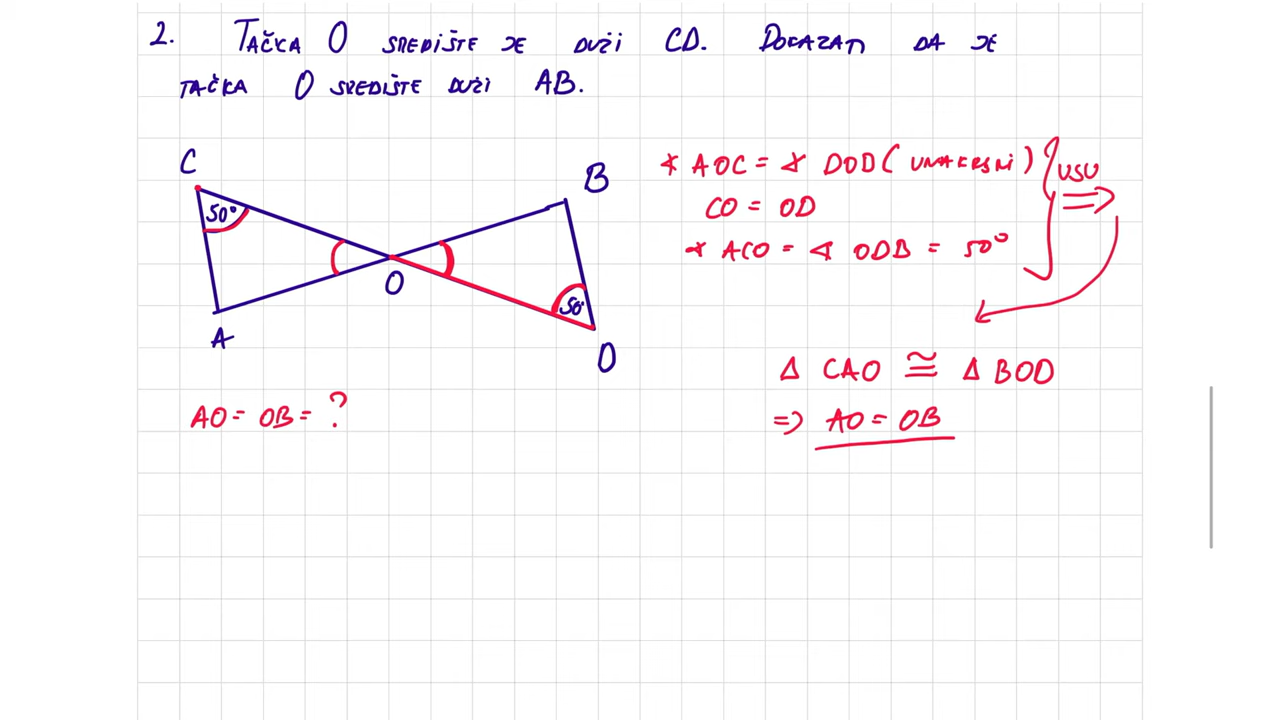 2. TAČKA O SREDIŠTE JE DUŽI CD. DOKAZATI DA JE
TAČKA O SREDIŠTE DUŽI AB.
C
B
50°
O
50°
A
D
AO = OB = ?
∢ AOC = ∢ DOD (UNAKRSNI) } USU
CO = OD ⇒
∢ ACO = ∢ ODB = 50°
Δ CAO ≅ Δ BOD
⇒ AO = OB